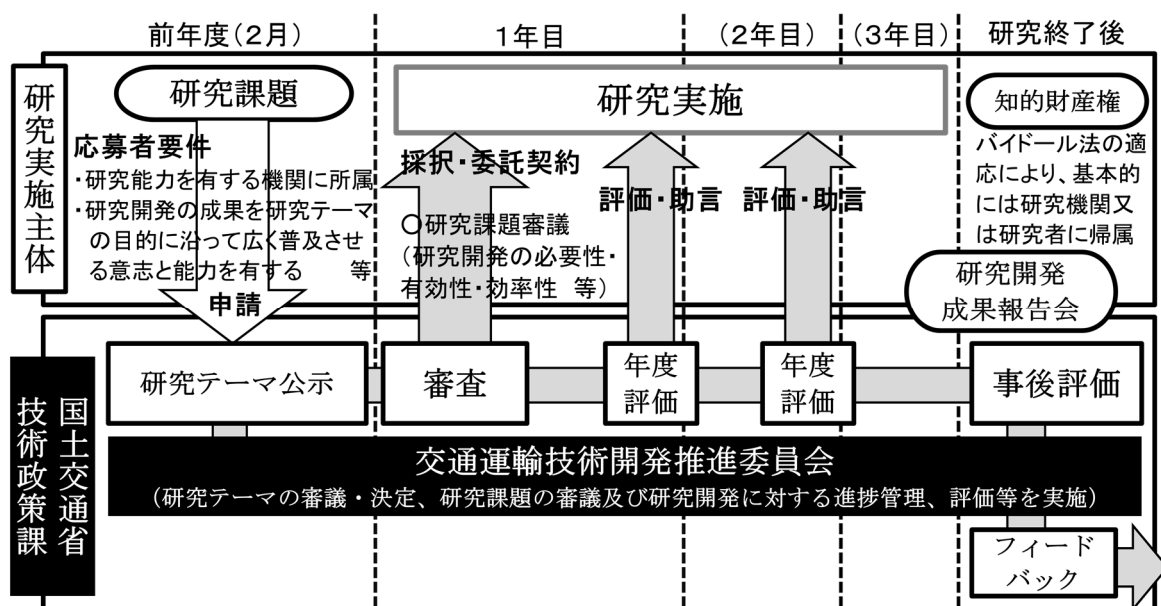 前年度(2月)
1年目
(2年目)
(3年目)
研究終了後
研究実施主体
研究課題
応募者要件
・研究能力を有する機関に所属
・研究開発の成果を研究テーマ
の目的に沿って広く普及させ
る意志と能力を有する 等
申請
研究実施
採択・委託契約
〇研究課題審議
(研究開発の必要性・
有効性・効率性 等)
評価・助言
評価・助言
知的財産権
バイドール法の適
応により、基本的
には研究機関又
は研究者に帰属
研究開発
成果報告会
国土交通省
技術政策課
研究テーマ公示
審査
年度
評価
年度
評価
事後評価
交通運輸技術開発推進委員会
(研究テーマの審議・決定、研究課題の審議及び研究開発に対する進捗管理、評価等を実施)
フィード
バック